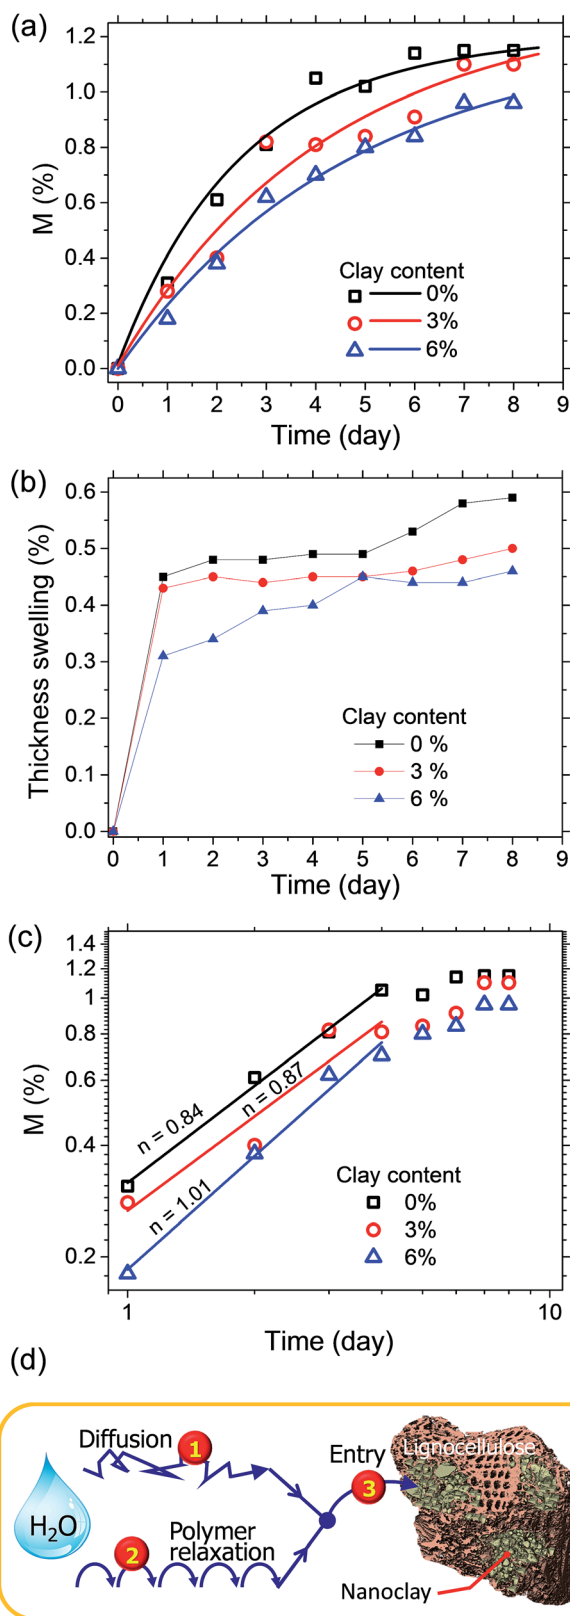 (a)
1.2
1.0
0.8
0.6
0.4
0.2
0.0
M (%)
Clay content
0%
3%
6%
0 1 2 3 4 5 6 7 8 9
Time (day)
(b)
0.6
0.5
0.4
0.3
0.2
0.1
0.0
Thickness swelling (%)
Clay content
0 %
3 %
6 %
0 1 2 3 4 5 6 7 8 9
Time (day)
(c)
1.4
1.2
1
0.8
0.6
0.4
0.2
M (%)
n = 0.84
n = 0.87
n = 1.01
Clay content
0%
3%
6%
1 10
Time (day)
(d)
Diffusion
1
Entry
Lignocellulose
3
H2O
2
Polymer
relaxation
Nanoclay